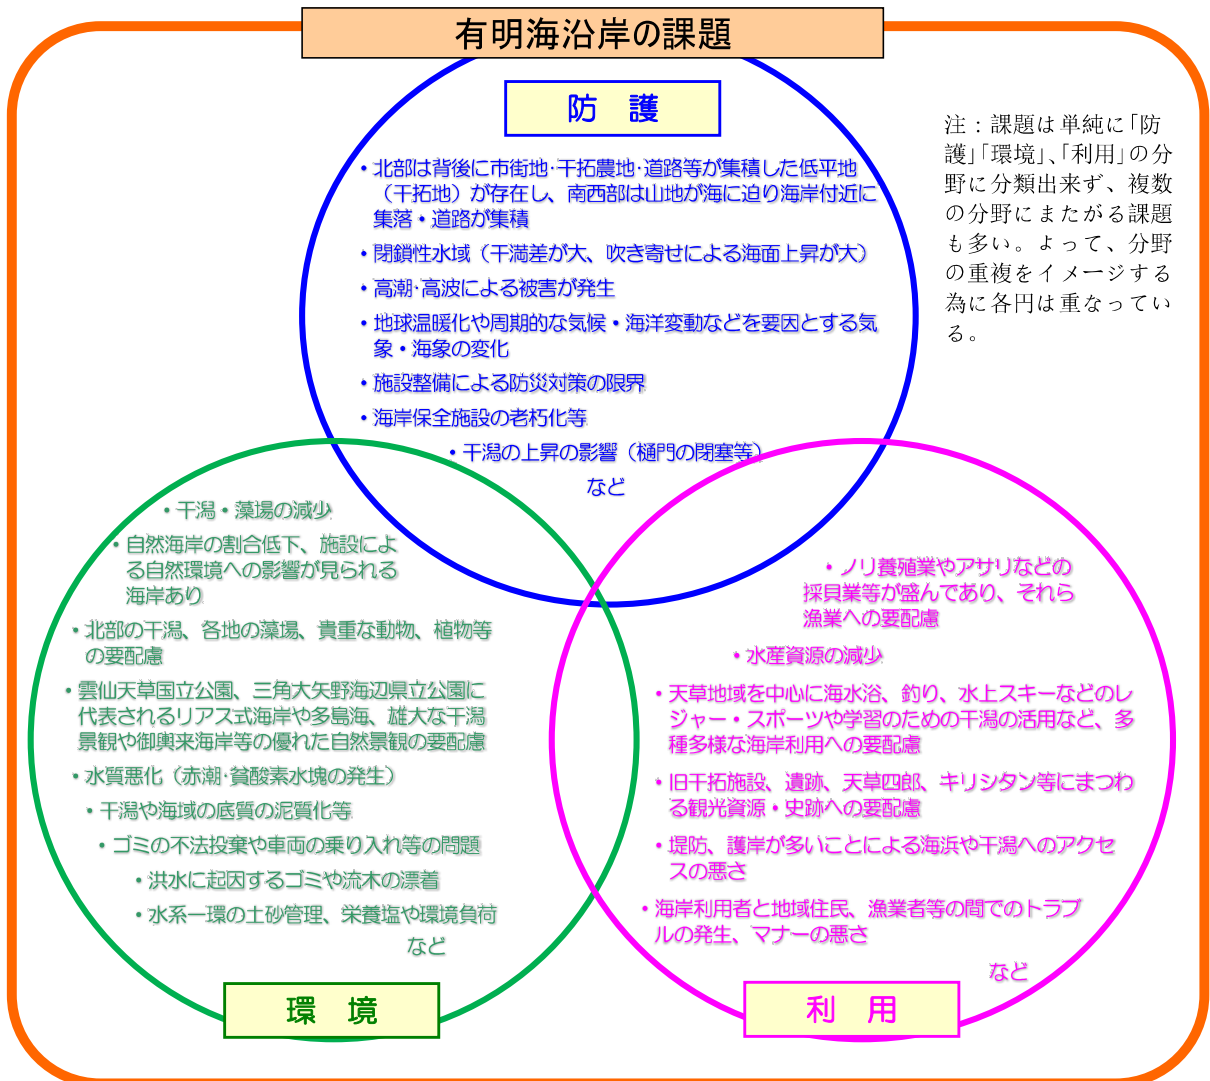 有明海沿岸の課題
防　護
・北部は背後に市街地･干拓農地･道路等が集積した低平地
（干拓地）が存在し、南西部は山地が海に迫り海岸付近に
集落・道路が集積
・閉鎖性水域（干満差が大、吹き寄せによる海面上昇が大）
・高潮･高波による被害が発生
・地球温暖化や周期的な気候・海洋変動などを要因とする気
象・海象の変化
・施設整備による防災対策の限界
・海岸保全施設の老朽化等
・干潟の上昇の影響（樋門の閉塞等）
など
注：課題は単純に｢防
護｣｢環境｣､｢利用｣の分
野に分類出来ず、複数
の分野にまたがる課題
も多い。よって、分野
の重複をイメージする
為に各円は重なってい
る。
・干潟・藻場の減少
・自然海岸の割合低下、施設によ
る自然環境への影響が見られる
海岸あり
・北部の干潟、各地の藻場、貴重な動物、植物等
の要配慮
・雲仙天草国立公園、三角大矢野海辺県立公園に
代表されるリアス式海岸や多島海、雄大な干潟
景観や御輿来海岸等の優れた自然景観の要配慮
・水質悪化（赤潮･貧酸素水塊の発生）
・干潟や海域の底質の泥質化等
・ゴミの不法投棄や車両の乗り入れ等の問題
・洪水に起因するゴミや流木の漂着
・水系一環の土砂管理、栄養塩や環境負荷
など
環　境
・ノリ養殖業やアサリなどの
採貝業等が盛んであり、それら
漁業への要配慮
・水産資源の減少
・天草地域を中心に海水浴、釣り、水上スキーなどのレ
ジャー・スポーツや学習のための干潟の活用など、多
種多様な海岸利用への要配慮
・旧干拓施設、遺跡、天草四郎、キリシタン等にまつわ
る観光資源・史跡への要配慮
・堤防、護岸が多いことによる海浜や干潟へのアクセ
スの悪さ
・海岸利用者と地域住民、漁業者等の間でのトラブ
ルの発生、マナーの悪さ
など
利　用